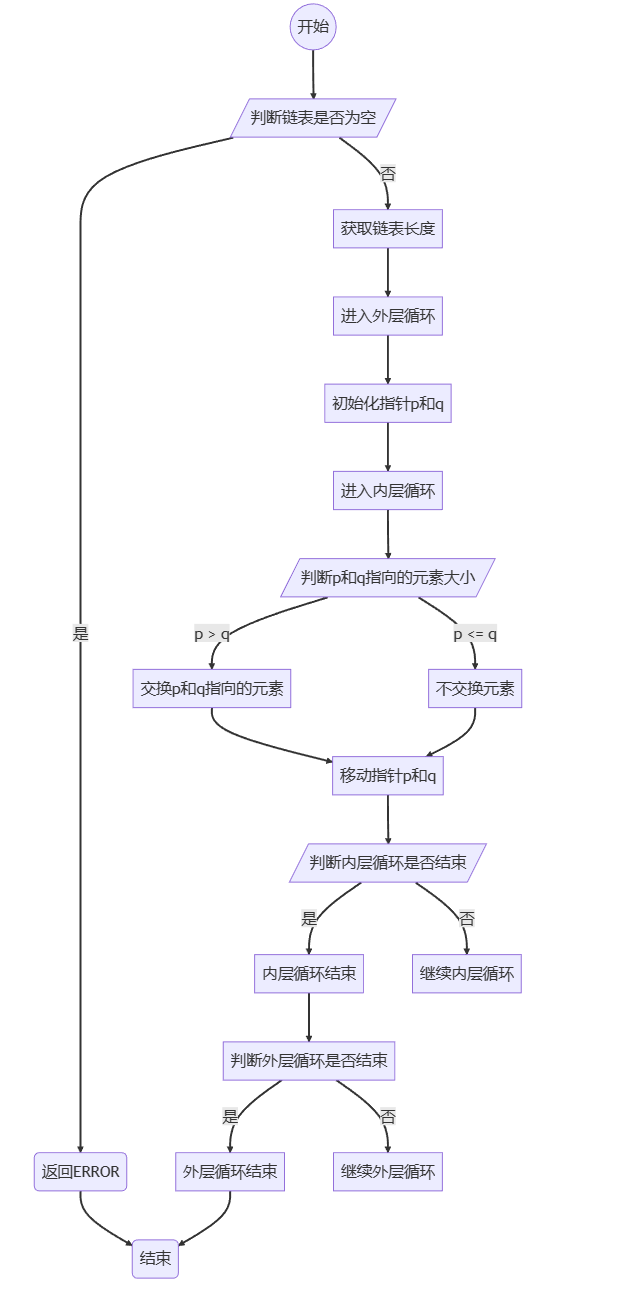 开始
判断链表是否为空
否
获取链表长度
进入外层循环
初始化指针p和q
进入内层循环
判断p和q指向的元素大小
是
p > q
p <= q
交换p和q指向的元素
不交换元素
移动指针p和q
判断内层循环是否结束
是
否
内层循环结束
继续内层循环
判断外层循环是否结束
是
否
返回ERROR
外层循环结束
继续外层循环
结束